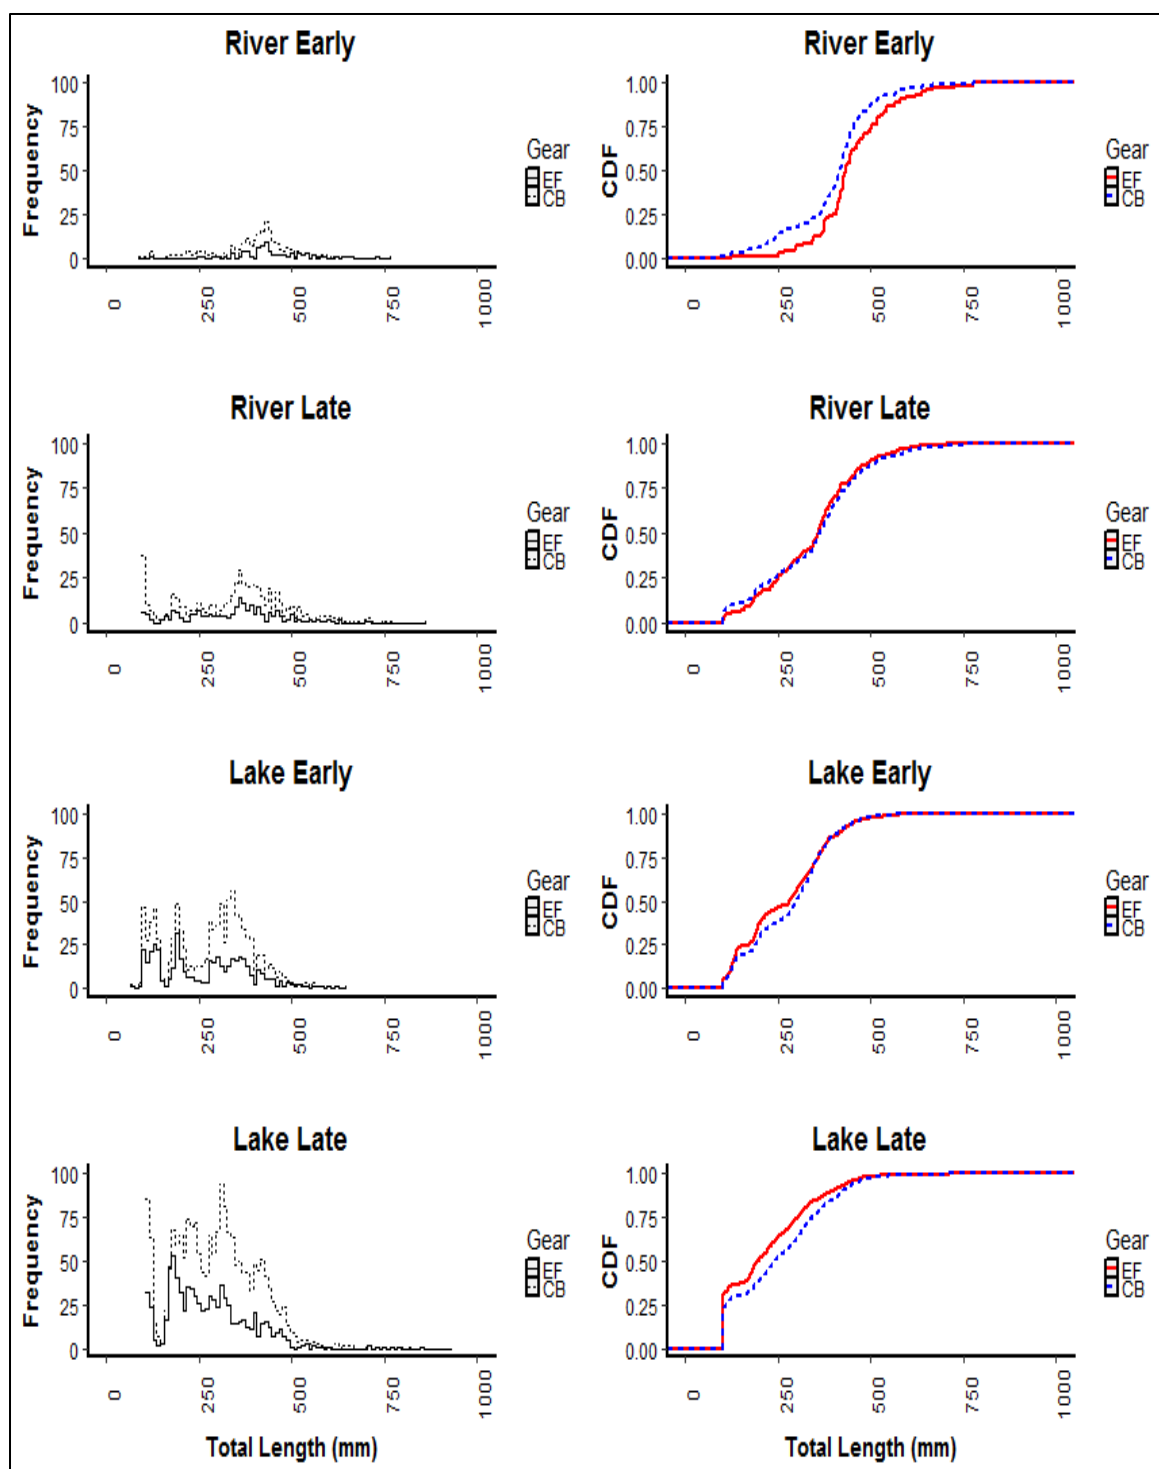 River Early
Frequency
100
75
50
25
0
0
250
500
750
1000
Gear
EF
CB
River Early
CDF
1.00
0.75
0.50
0.25
0.00
0
250
500
750
1000
Gear
EF
CB
River Late
Frequency
100
75
50
25
0
0
250
500
750
1000
Gear
EF
CB
River Late
CDF
1.00
0.75
0.50
0.25
0.00
0
250
500
750
1000
Gear
EF
CB
Lake Early
Frequency
100
75
50
25
0
0
250
500
750
1000
Gear
EF
CB
Lake Early
CDF
1.00
0.75
0.50
0.25
0.00
0
250
500
750
1000
Gear
EF
CB
Lake Late
Frequency
100
75
50
25
0
0
250
500
750
1000
Gear
EF
CB
Total Length (mm)
Lake Late
CDF
1.00
0.75
0.50
0.25
0.00
0
250
500
750
1000
Gear
EF
CB
Total Length (mm)